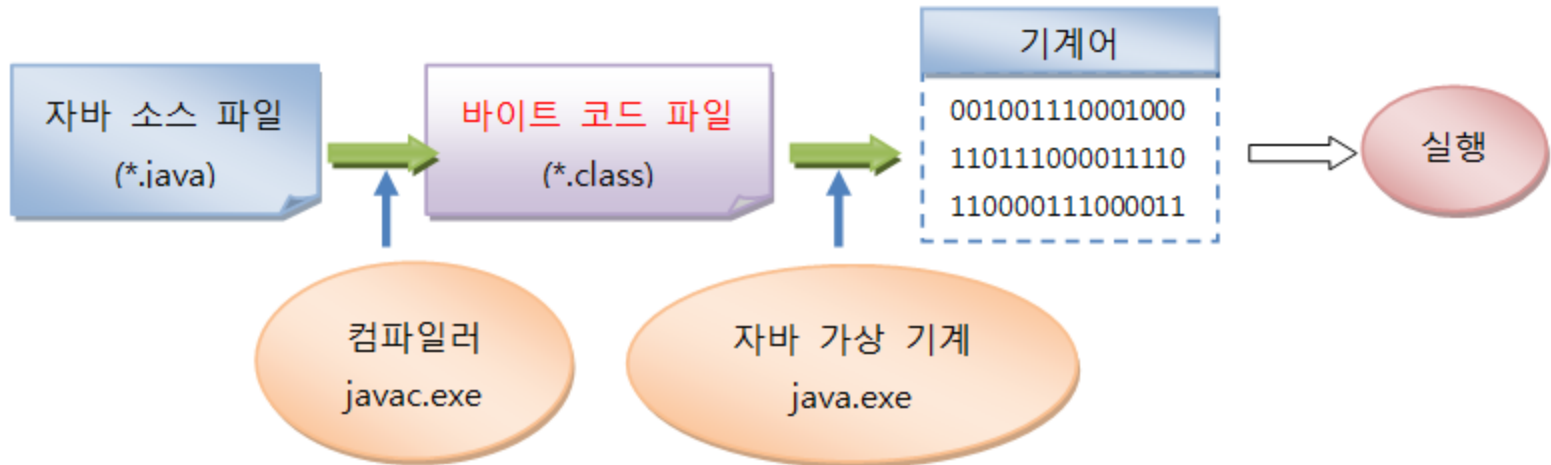 자바 소스 파일
(*.java)
바이트 코드 파일
(*.class)
기계어
001001110001000
110111000011110
110000111000011
실행
컴파일러
javac.exe
자바 가상 기계
java.exe